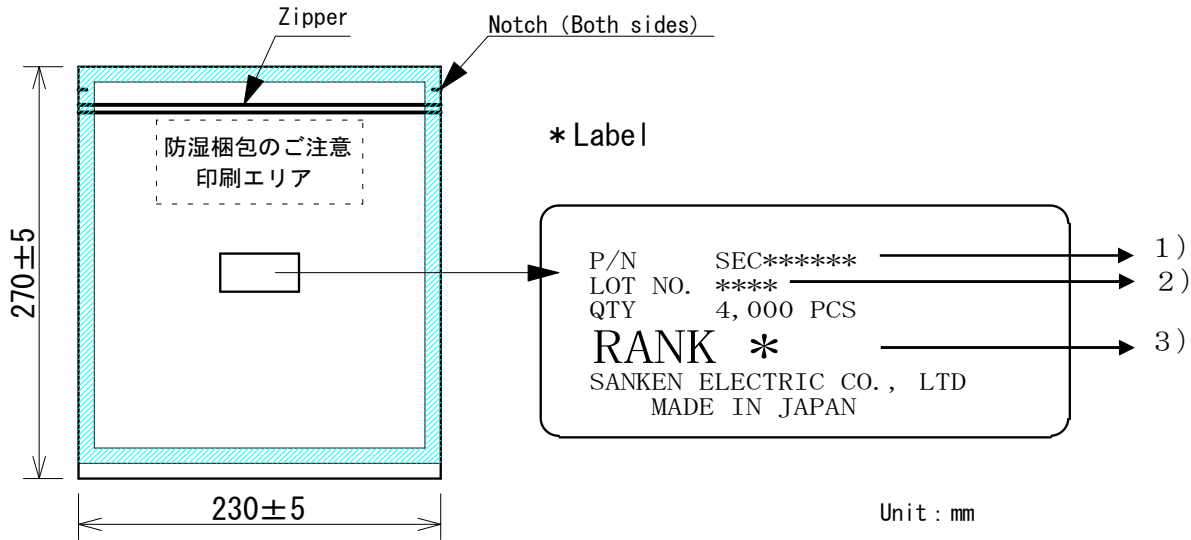 Zipper
Notch (Both sides)
防湿梱包のご注意
印刷エリア
270±5
230±5
*Label
P/N SEC******
LOT NO. ****
QTY 4,000 PCS
RANK *
SANKEN ELECTRIC CO., LTD
MADE IN JAPAN
1)
2)
3)
Unit : mm